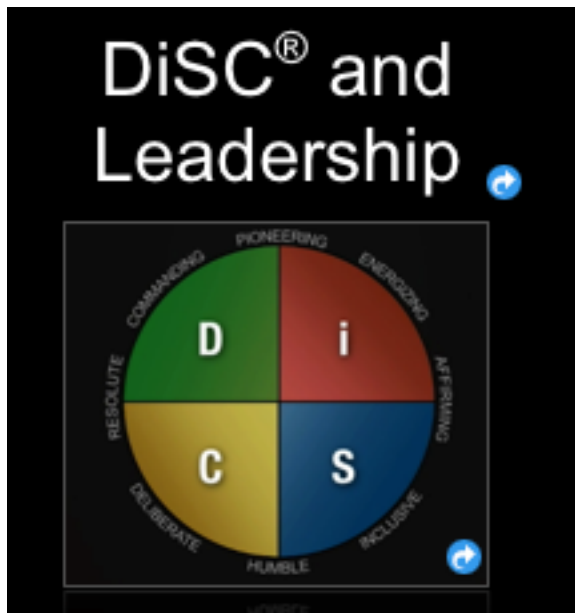 DiSC® and
Leadership
PIONEERING
COMMANDING
ENERGIZING
D
i
RESOLUTE
AFFIRMING
C
S
DELIBERATE
INCLUSIVE
HUMBLE